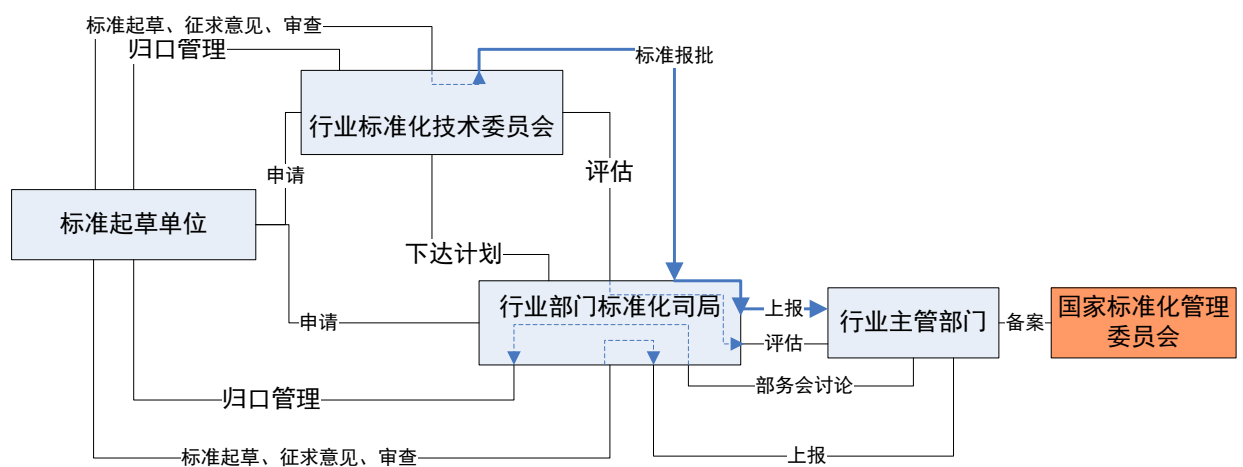 标准起草、征求意见、审查
归口管理
标准报批
行业标准化技术委员会
申请
评估
标准起草单位
下达计划
行业部门标准化司局
上报
行业主管部门
备案
国家标准化管理
委员会
申请
评估
部务会讨论
归口管理
标准起草、征求意见、审查
上报